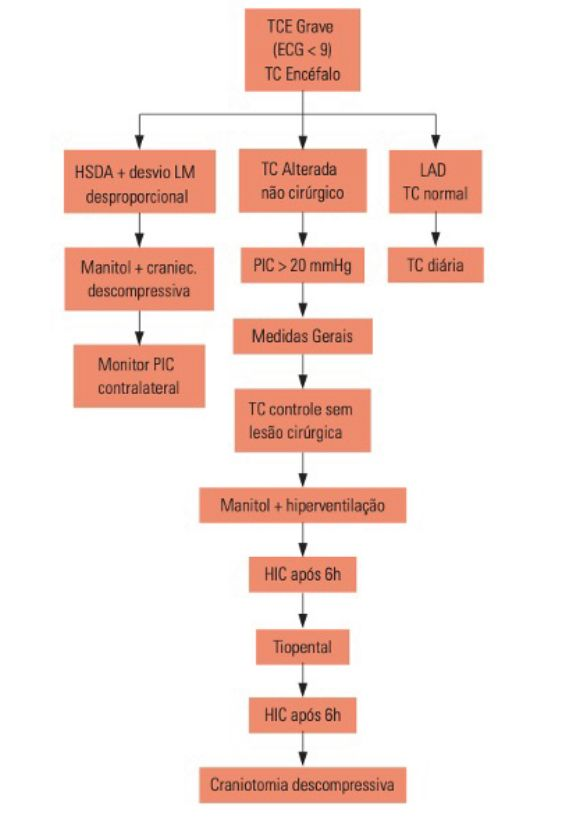 TCE Grave
(ECG < 9)
TC Encéfalo
HSDA + desvio LM
desproporcional
TC Alterada
não cirúrgico
LAD
TC normal
Manitol + craniec.
descompressiva
PIC > 20 mmHg
TC diária
Monitor PIC
contralateral
Medidas Gerais
TC controle sem
lesão cirúrgica
Manitol + hiperventilação
HIC após 6h
Tiopental
HIC após 6h
Craniotomia descompressiva